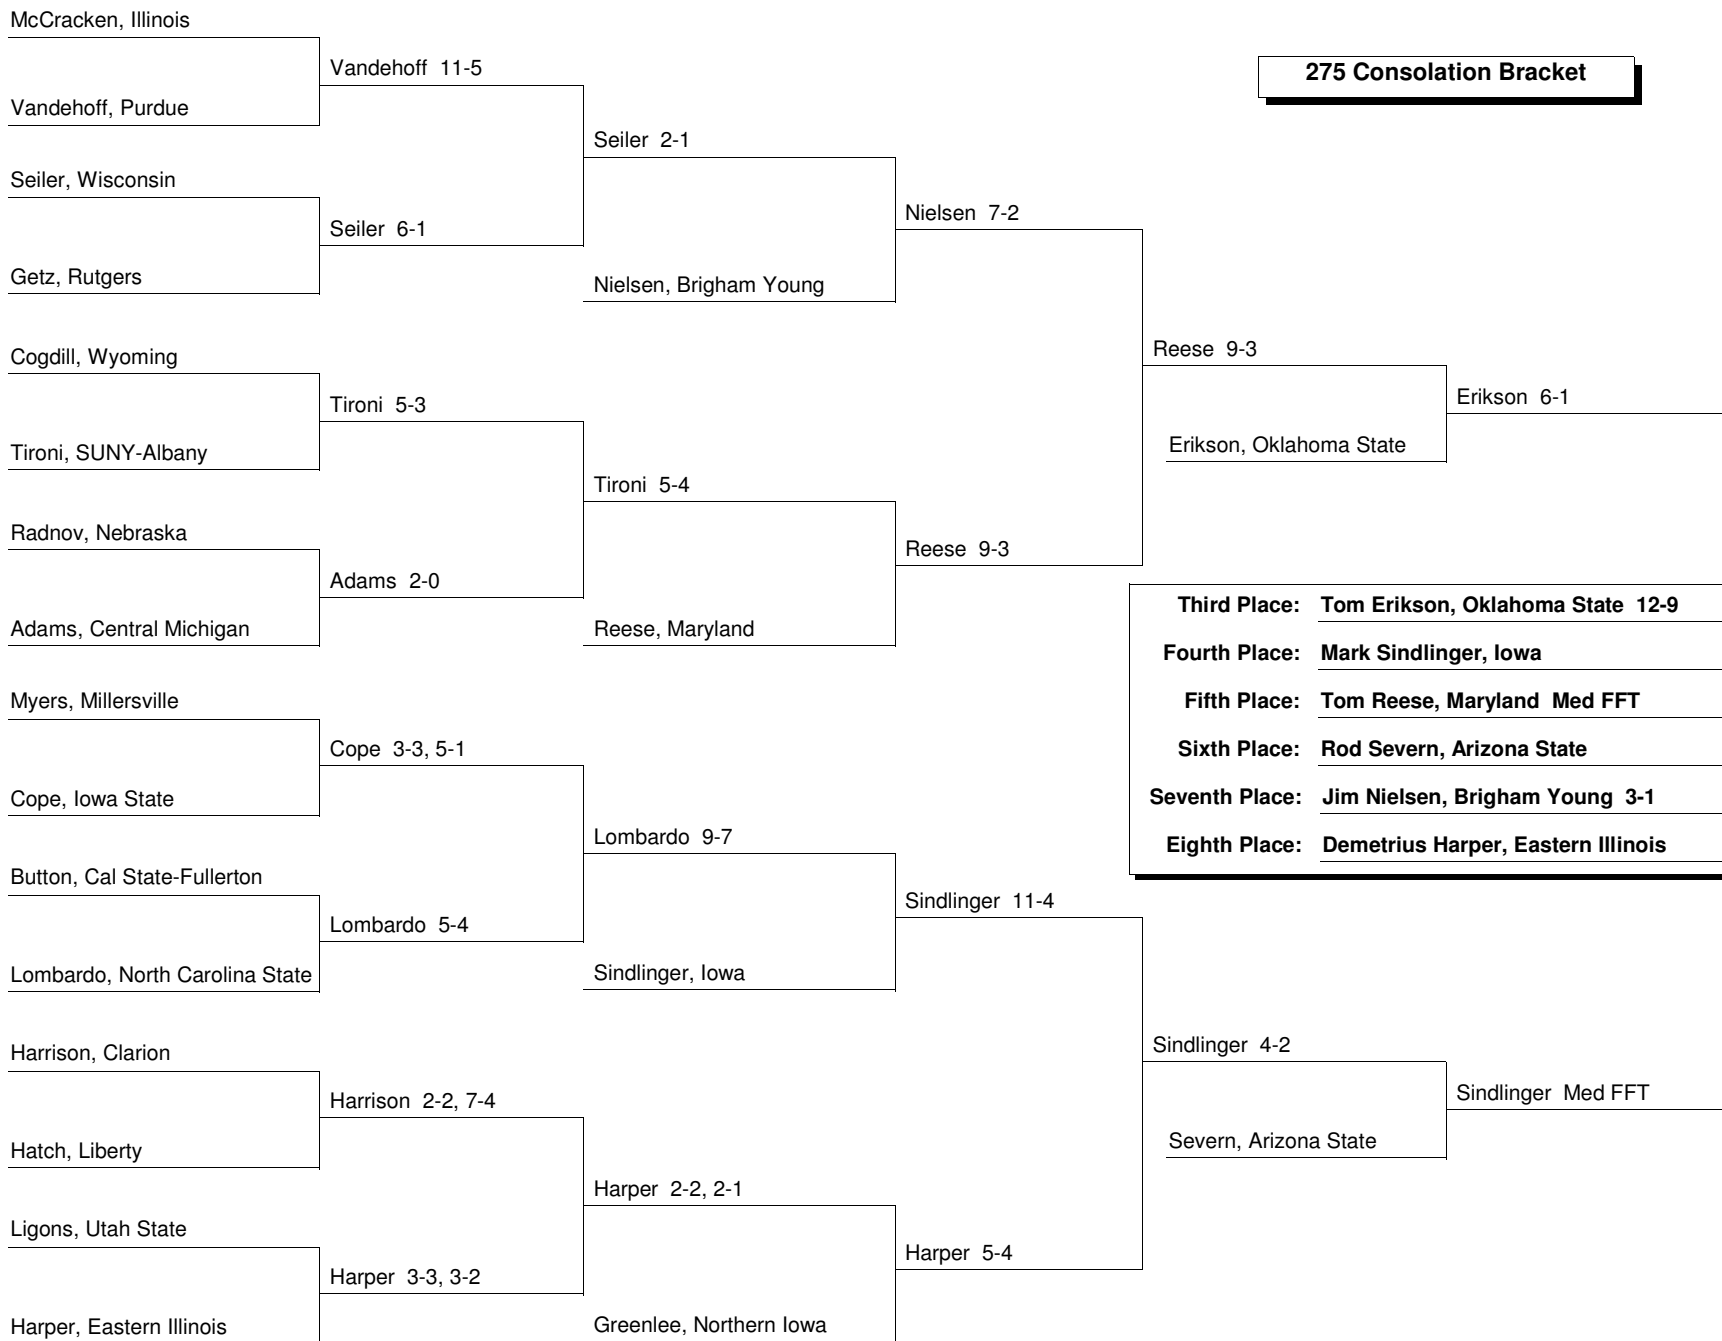 McCracken, Illinois
Vandehoff 11-5
275 Consolation Bracket
Vandehoff, Purdue
Seiler 2-1
Seiler, Wisconsin
Nielsen 7-2
Seiler 6-1
Getz, Rutgers
Nielsen, Brigham Young
Cogdill, Wyoming
Reese 9-3
Erikson 6-1
Tironi 5-3
Tironi, SUNY-Albany
Erikson, Oklahoma State
Tironi 5-4
Radnov, Nebraska
Reese 9-3
Adams 2-0
Adams, Central Michigan
Reese, Maryland
Third Place: Tom Erikson, Oklahoma State 12-9
Fourth Place: Mark Sindlinger, Iowa
Fifth Place: Tom Reese, Maryland Med FFT
Sixth Place: Rod Severn, Arizona State
Seventh Place: Jim Nielsen, Brigham Young 3-1
Eighth Place: Demetrius Harper, Eastern Illinois
Myers, Millersville
Cope 3-3, 5-1
Cope, Iowa State
Lombardo 9-7
Button, Cal State-Fullerton
Sindlinger 11-4
Lombardo 5-4
Lombardo, North Carolina State
Sindlinger, Iowa
Harrison, Clarion
Sindlinger 4-2
Harrison 2-2, 7-4
Sindlinger Med FFT
Hatch, Liberty
Severn, Arizona State
Harper 2-2, 2-1
Ligons, Utah State
Harper 5-4
Harper 3-3, 3-2
Harper, Eastern Illinois
Greenlee, Northern Iowa